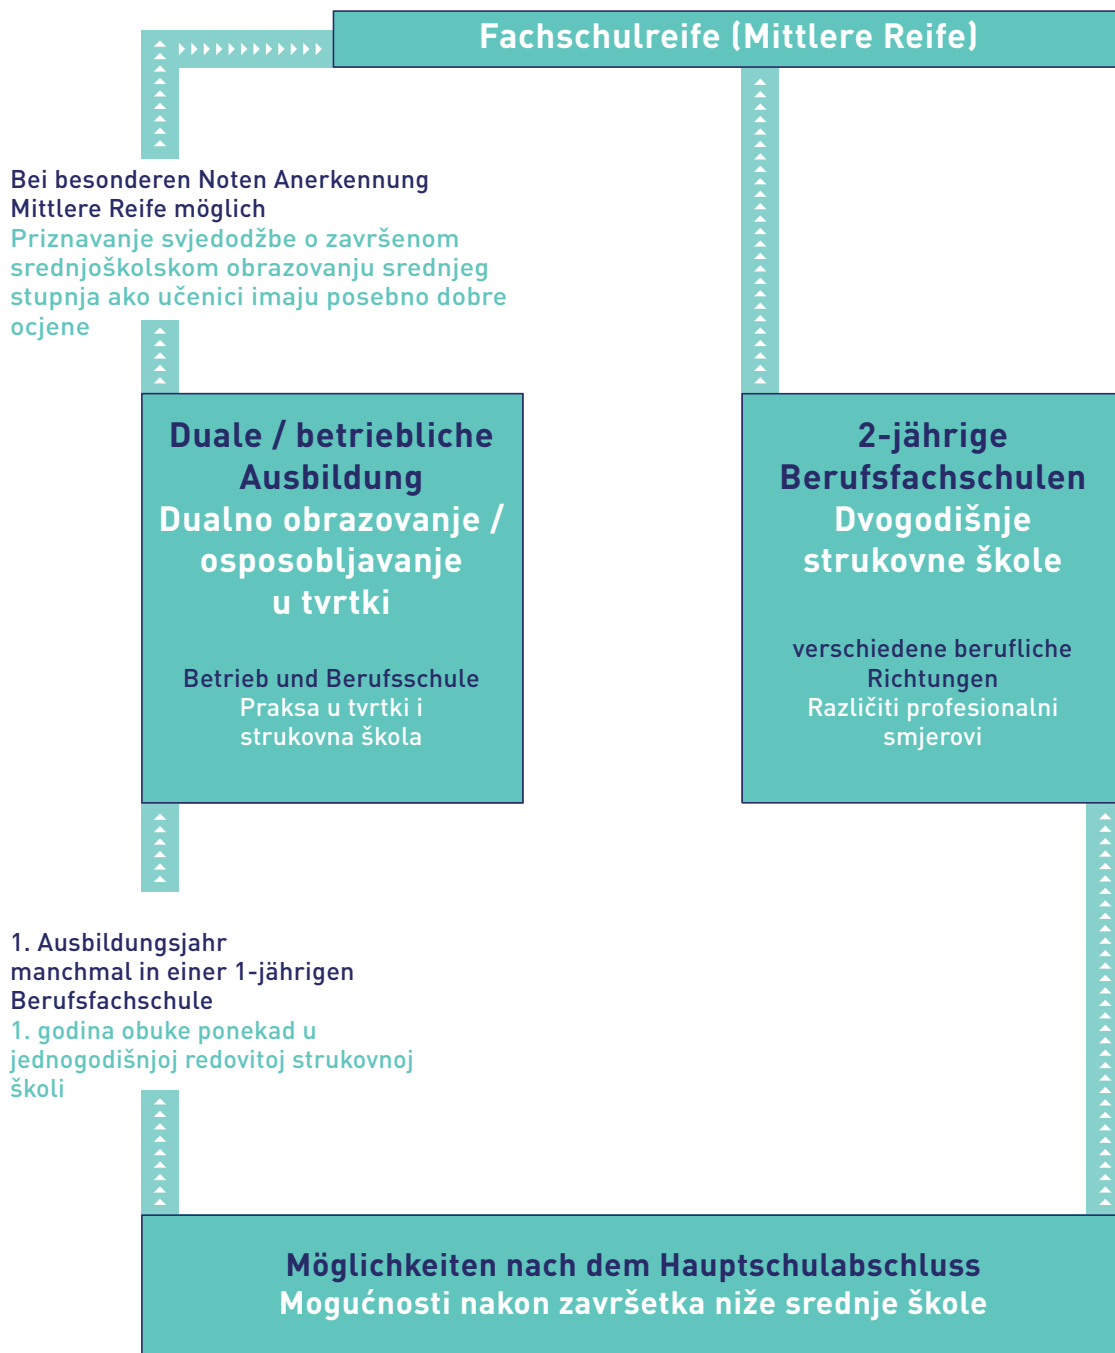 Fachschulreife (Mittlere Reife)
Bei besonderen Noten Anerkennung
Mittlere Reife möglich
Priznavanje svjedodžbe o završenom
srednjoškolskom obrazovanju srednjeg
stupnja ako učenici imaju posebno dobre
ocjene
Duale / betriebliche
Ausbildung
Dualno obrazovanje /
osposobljavanje
u tvrtki
Betrieb und Berufsschule
Praksa u tvrtki i
strukovna škola
2-jährige
Berufsfachschulen
Dvogodišnje
strukovne škole
verschiedene berufliche
Richtungen
Različiti profesionalni
smjerovi
1. Ausbildungsjahr
manchmal in einer 1-jährigen
Berufsfachschule
1. godina obuke ponekad u
jednogodišnjoj redovitoj strukovnoj
školi
Möglichkeiten nach dem Hauptschulabschluss
Mogućnosti nakon završetka niže srednje škole